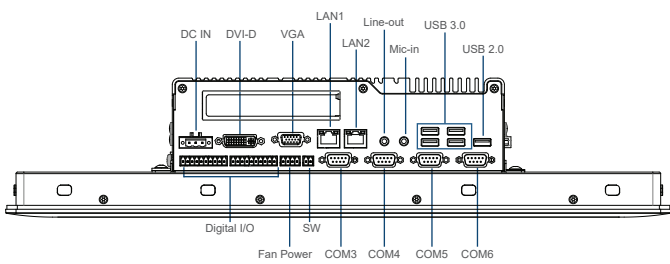 LAN1
Line-out
USB 3.0
DC IN
DVI-D
VGA
LAN2
Mic-in
USB 2.0
Digital I/O
SW
Fan Power
COM3
COM4
COM5
COM6